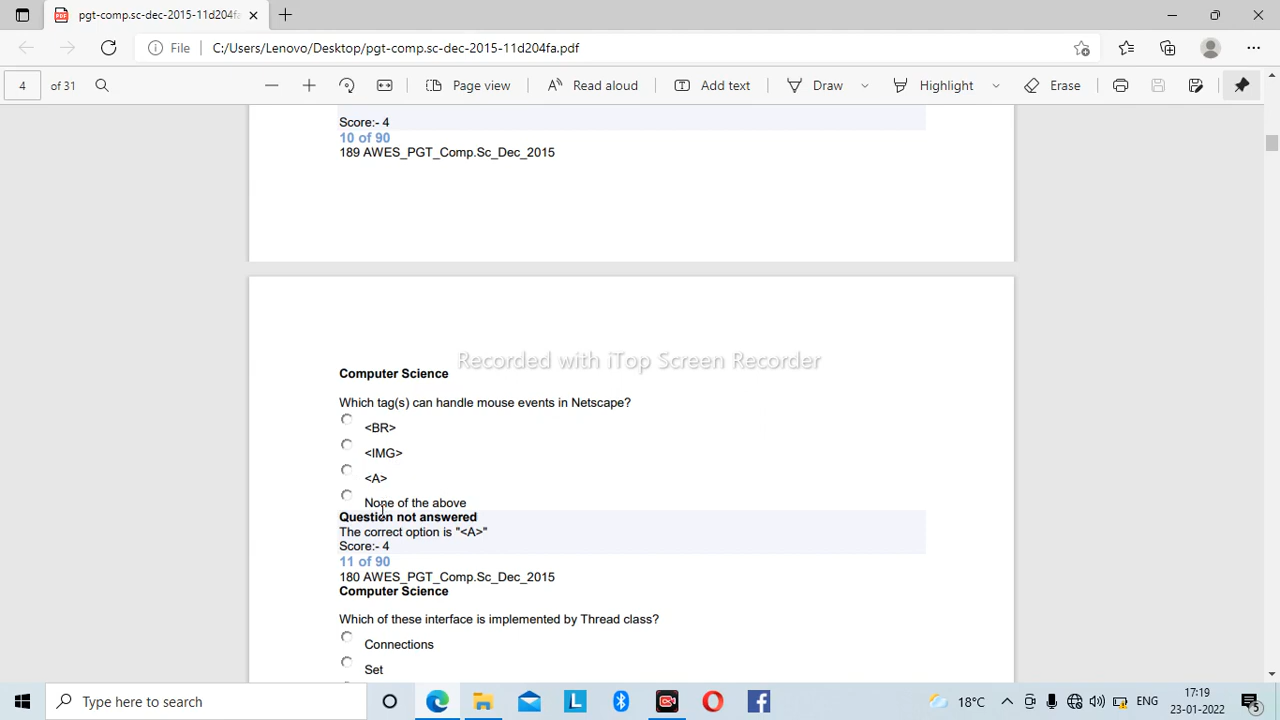 pgt-comp.sc-dec-2015-11d204fa.p
File C:/Users/Lenovo/Desktop/pgt-comp.sc-dec-2015-11d204fa.pdf
4 of 31 Page view Read aloud Add text Draw Highlight Erase
Score:- 4
10 of 90
189 AWES_PGT_Comp.Sc_Dec_2015
Recorded with iTop Screen Recorder
Computer Science
Which tag(s) can handle mouse events in Netscape?
<BR>
<IMG>
<A>
None of the above
Question not answered
The correct option is "<A>"
Score:- 4
11 of 90
180 AWES_PGT_Comp.Sc_Dec_2015
Computer Science
Which of these interface is implemented by Thread class?
Connections
Set
Type here to search 18°C ENG 17:19
23-01-2022 5